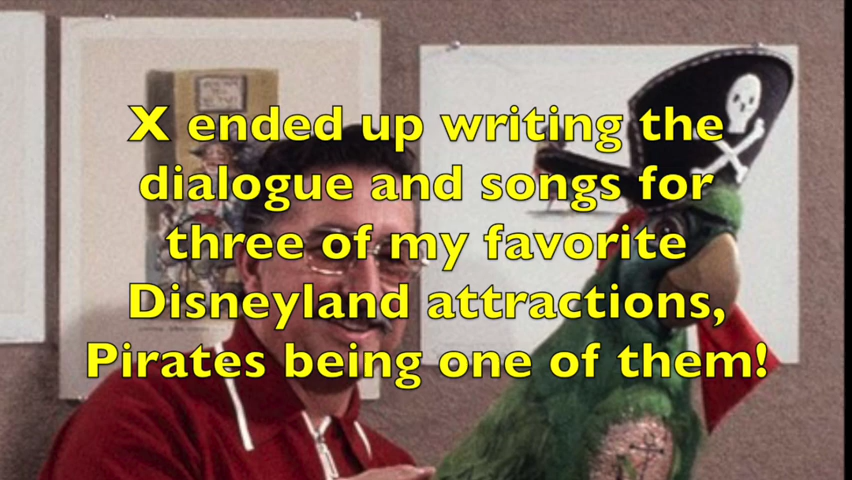 X ended up writing the
dialogue and songs for
three of my favorite
Disneyland attractions,
Pirates being one of them!